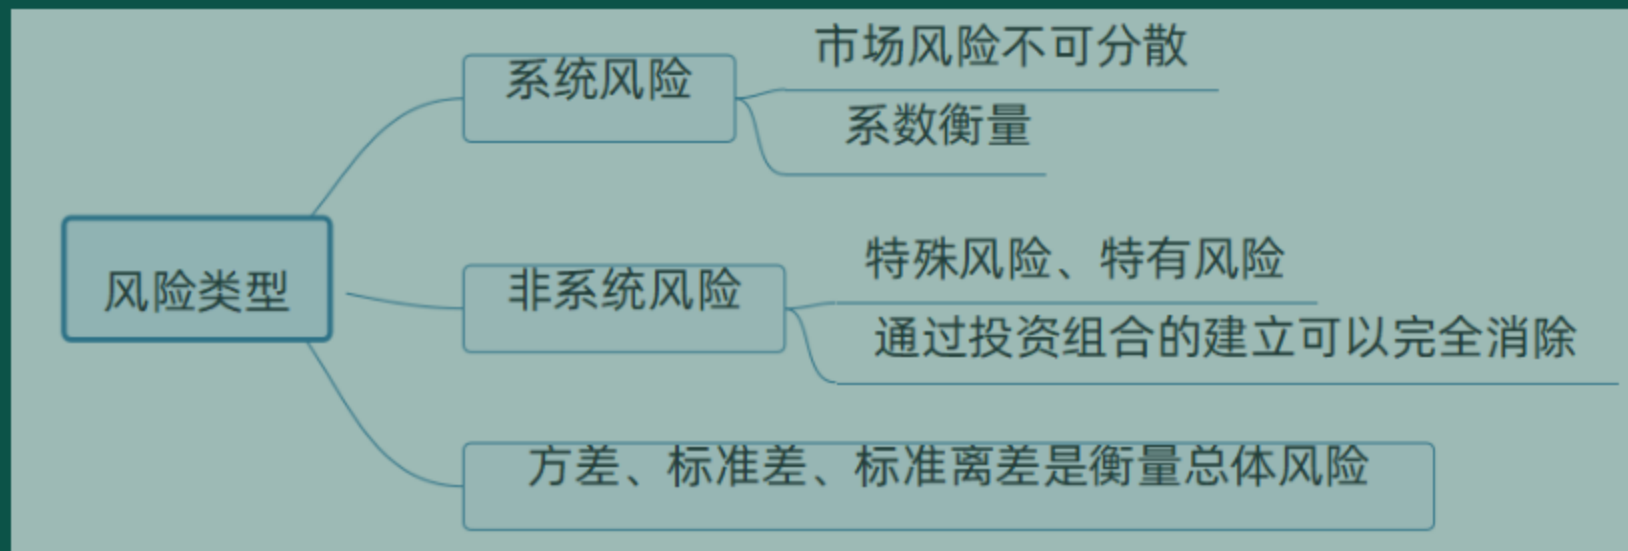 风险类型
系统风险
市场风险不可分散
系数衡量
非系统风险
特殊风险、特有风险
通过投资组合的建立可以完全消除
方差、标准差、标准离差是衡量总体风险